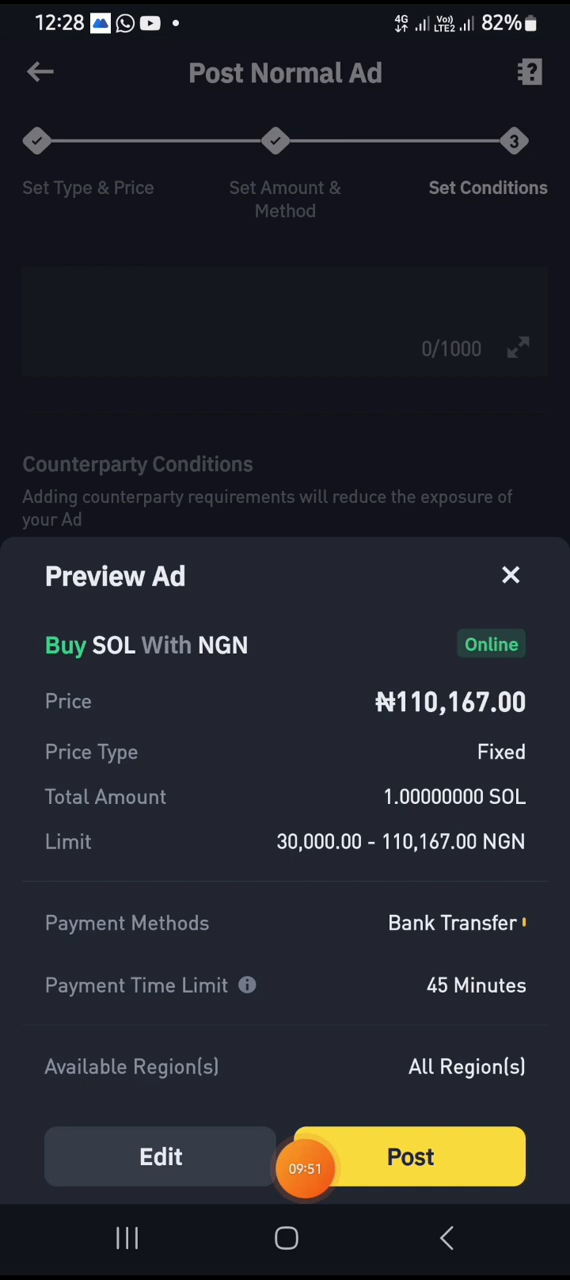 12:28 4G Vo) LTE2 82%
Post Normal Ad
3
Set Type & Price
Set Amount & Method
Set Conditions
0/1000
Counterparty Conditions
Adding counterparty requirements will reduce the exposure of
your Ad
Preview Ad
Buy SOL With NGN
Online
Price
₦110,167.00
Price Type
Fixed
Total Amount
1.00000000 SOL
Limit
30,000.00 - 110,167.00 NGN
Payment Methods
Bank Transfer
Payment Time Limit
45 Minutes
Available Region(s)
All Region(s)
Edit
09:51
Post